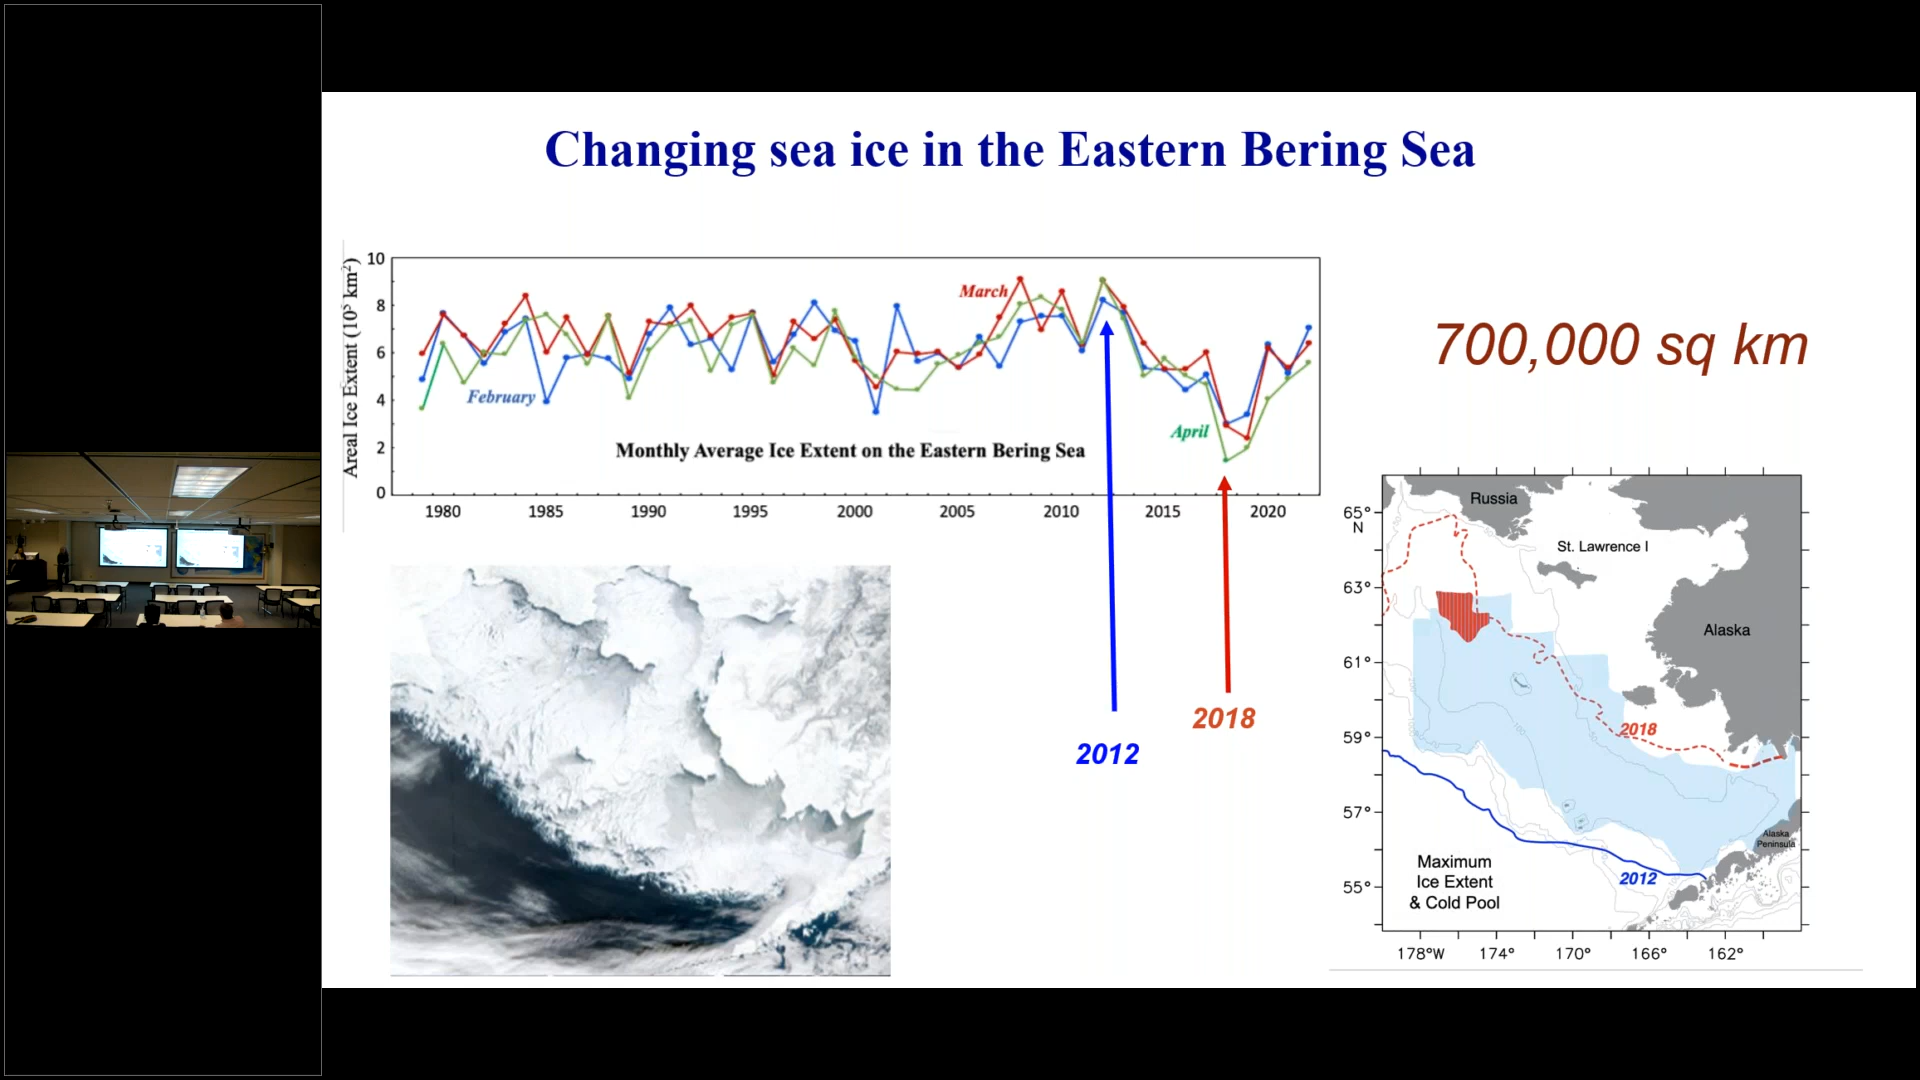 Changing sea ice in the Eastern Bering Sea
Areal Ice Extent (10⁵ km²)
10
8
6
4
2
0
March
February
April
Monthly Average Ice Extent on the Eastern Bering Sea
1980 1985 1990 1995 2000 2005 2010 2015 2020
700,000 sq km
2018
2012
65°
N
63°
61°
59°
57°
55°
Russia
St. Lawrence I
Alaska
2018
Alaska
Peninsula
2012
Maximum
Ice Extent
& Cold Pool
178°W 174° 170° 166° 162°